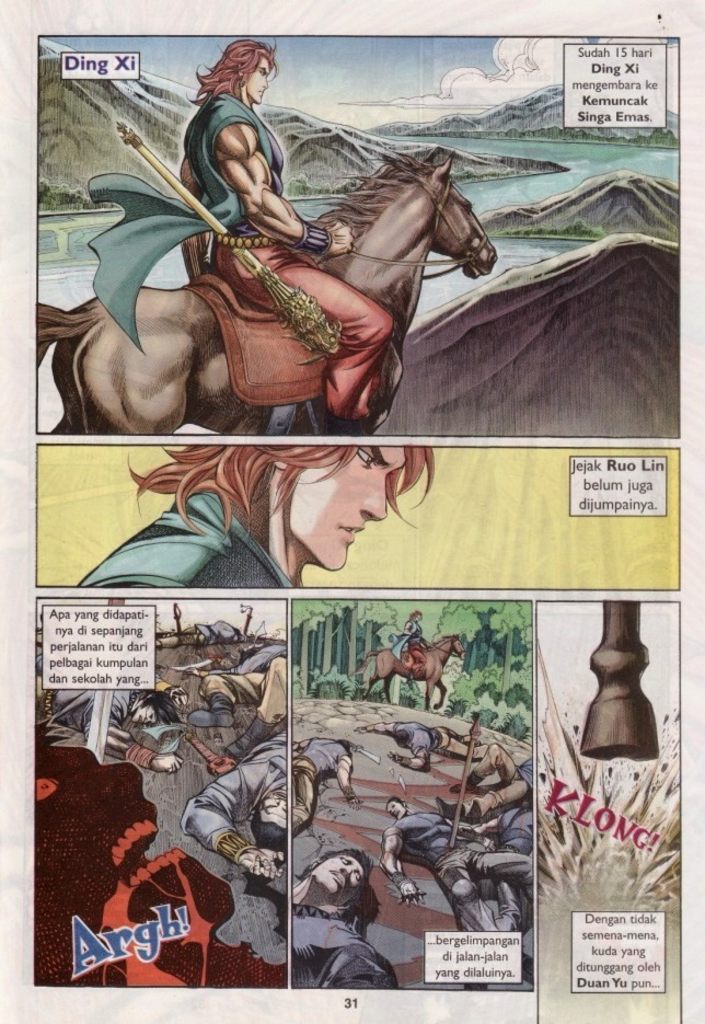 Ding Xi
Sudah 15 hari
Ding Xi
mengembara ke
Kemuncak
Singa Emas.
Jejak Ruo Lin
belum juga
dijumpainya.
Apa yang didapati-
nya di sepanjang
perjalanan itu dari
pelbagai kumpulan
dan sekolah yang...
Argh!
...bergelimpangan
di jalan-jalan
yang dilaluinya.
KLONG!
Dengan tidak
semena-mena,
kuda yang
ditunggang oleh
Duan Yu pun...
31